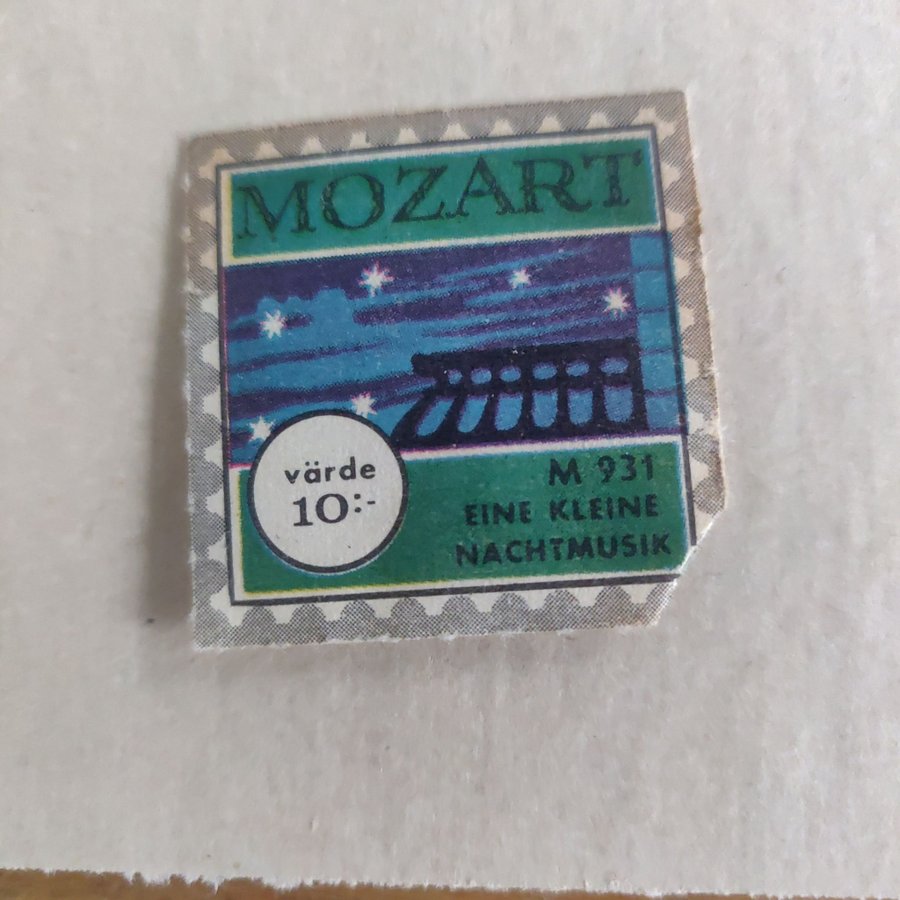 MOZART
värde
10:-
M 931
EINE KLEINE
NACHTMUSIK